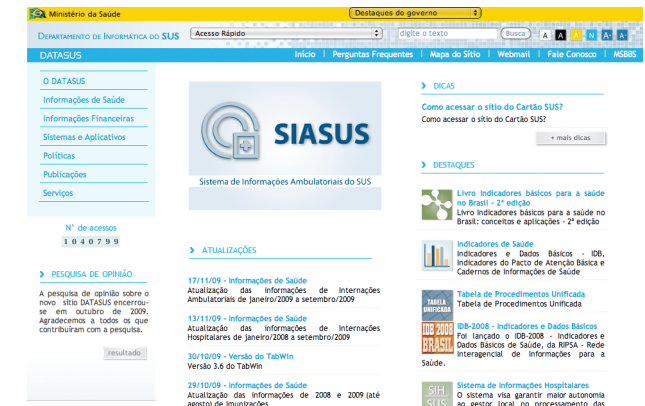 Ministério da Saúde
Destaques do governo
DEPARTAMENTO DE INFORMÁTICA DO SUS
Acesso Rápido
digite o texto
Busca
A A A N A+ A-
DATASUS
Início | Perguntas Frequentes | Mapa do Sítio | Webmail | Fale Conosco | MSBBS
O DATASUS
Informações de Saúde
Informações Financeiras
Sistemas e Aplicativos
Políticas
Publicações
Serviços
N° de acessos
1 0 4 0 7 9 9
PESQUISA DE OPINIÃO
A pesquisa de opinião sobre o
novo sítio DATASUS encerrou-
se em outubro de 2009.
Agradecemos a todos os que
contribuíram com a pesquisa.
resultado
SIASUS
Sistema de Informações Ambulatoriais do SUS
ATUALIZAÇÕES
17/11/09 - Informações de Saúde
Atualização das informações de Internações
Ambulatoriais de janeiro/2009 a setembro/2009
13/11/09 - Informações de Saúde
Atualização das informações de Internações
Hospitalares de janeiro/2008 a setembro/2009
30/10/09 - Versão do TabWin
Versão 3.6 do TabWin
29/10/09 - Informações de Saúde
Atualização das Informações de 2008 e 2009 (até
agosto) de Imunizações
DICAS
Como acessar o sítio do Cartão SUS?
Como acessar o sítio do Cartão SUS?
+ mais dicas
DESTAQUES
Livro Indicadores básicos para a saúde
no Brasil - 2ª edição
Livro Indicadores básicos para a saúde no
Brasil: conceitos e aplicações - 2ª edição
Indicadores de Saúde
Indicadores e Dados Básicos - IDB,
Indicadores do Pacto de Atenção Básica e
Cadernos de Informações de Saúde
TABELA
UNIFICADA
Tabela de Procedimentos Unificada
Tabela de Procedimentos Unificada
IDB 2008
BRASIL
IDB-2008 - Indicadores e Dados Básicos
Foi lançado o IDB-2008 - Indicadores e
Dados Básicos de Saúde, da RIPSA - Rede
Interagencial de Informações para a
Saúde.
SIH
SUS
Sistema de Informações Hospitalares
O sistema visa garantir maior autonomia
ao gestor local no processamento das